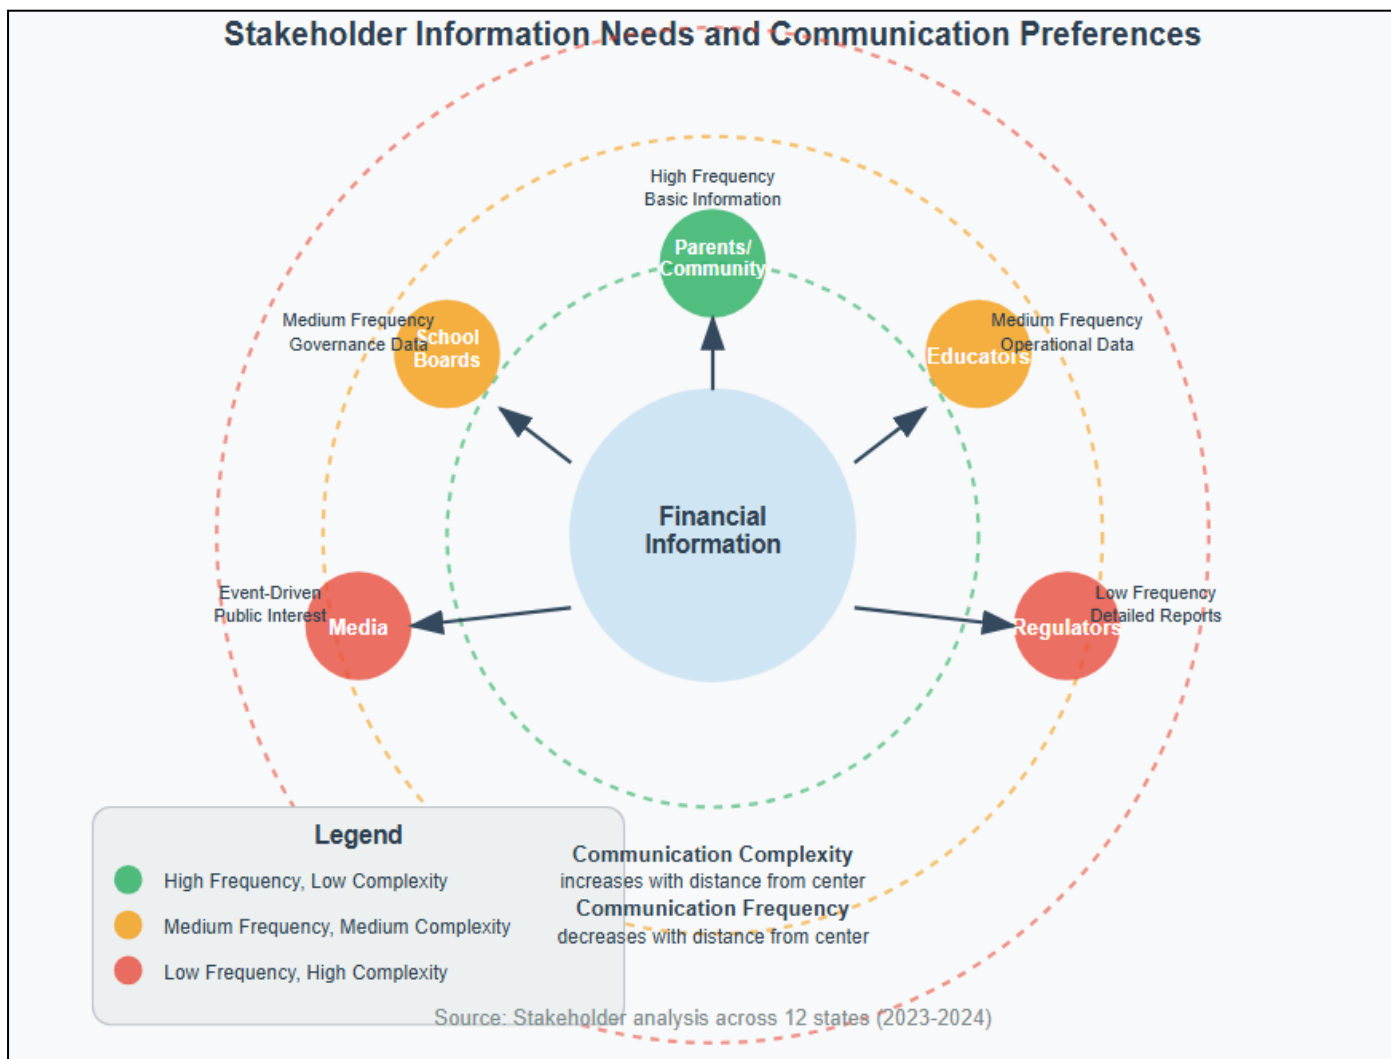 Stakeholder Information Needs and Communication Preferences
High Frequency
Basic Information
Parents/
Community
Medium Frequency
Governance Data
School
Boards
Medium Frequency
Operational Data
Educators
Financial
Information
Event-Driven
Public Interest
Media
Low Frequency
Detailed Reports
Regulators
Legend
High Frequency, Low Complexity
Medium Frequency, Medium Complexity
Low Frequency, High Complexity
Communication Complexity
increases with distance from center
Communication Frequency
decreases with distance from center
Source: Stakeholder analysis across 12 states (2023-2024)